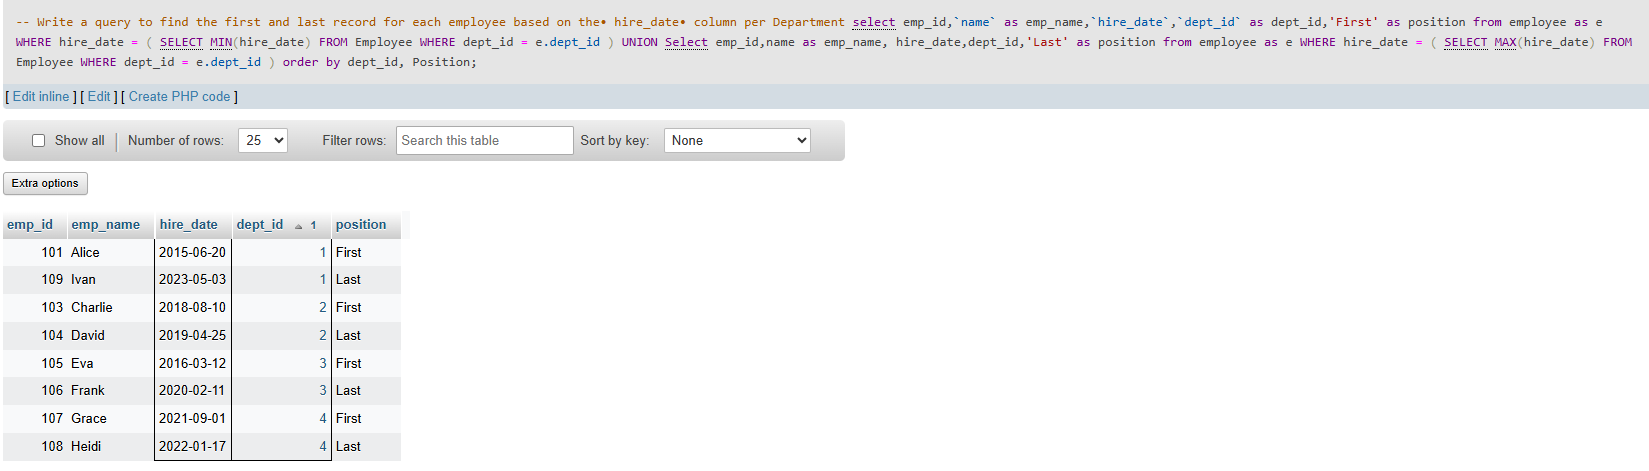 -- Write a query to find the first and last record for each employee based on the• hire_date• column per Department select emp_id,`name` as emp_name,`hire_date`,`dept_id` as dept_id,'First' as position from employee as e
WHERE hire_date = ( SELECT MIN(hire_date) FROM Employee WHERE dept_id = e.dept_id ) UNION Select emp_id,name as emp_name, hire_date,dept_id,'Last' as position from employee as e WHERE hire_date = ( SELECT MAX(hire_date) FROM
Employee WHERE dept_id = e.dept_id ) order by dept_id, Position;
[ Edit inline ] [ Edit ] [ Create PHP code ]
Show all Number of rows: 25 Filter rows: Search this table Sort by key: None
Extra options
emp_id emp_name hire_date dept_id 1 position
101 Alice 2015-06-20 1 First
109 Ivan 2023-05-03 1 Last
103 Charlie 2018-08-10 2 First
104 David 2019-04-25 2 Last
105 Eva 2016-03-12 3 First
106 Frank 2020-02-11 3 Last
107 Grace 2021-09-01 4 First
108 Heidi 2022-01-17 4 Last